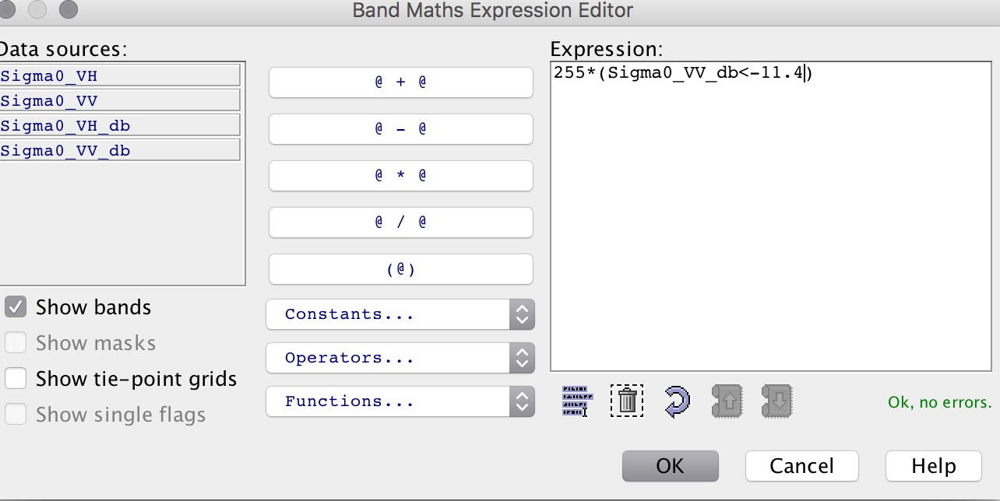 Band Maths Expression Editor
Data sources:
Sigma0_VH
Sigma0_VV
Sigma0_VH_db
Sigma0_VV_db
Show bands
Show masks
Show tie-point grids
Show single flags
@ + @
@ - @
@ * @
@ / @
(@)
Constants...
Operators...
Functions...
Expression:
255*(Sigma0_VV_db<-11.4)
Ok, no errors.
OK
Cancel
Help